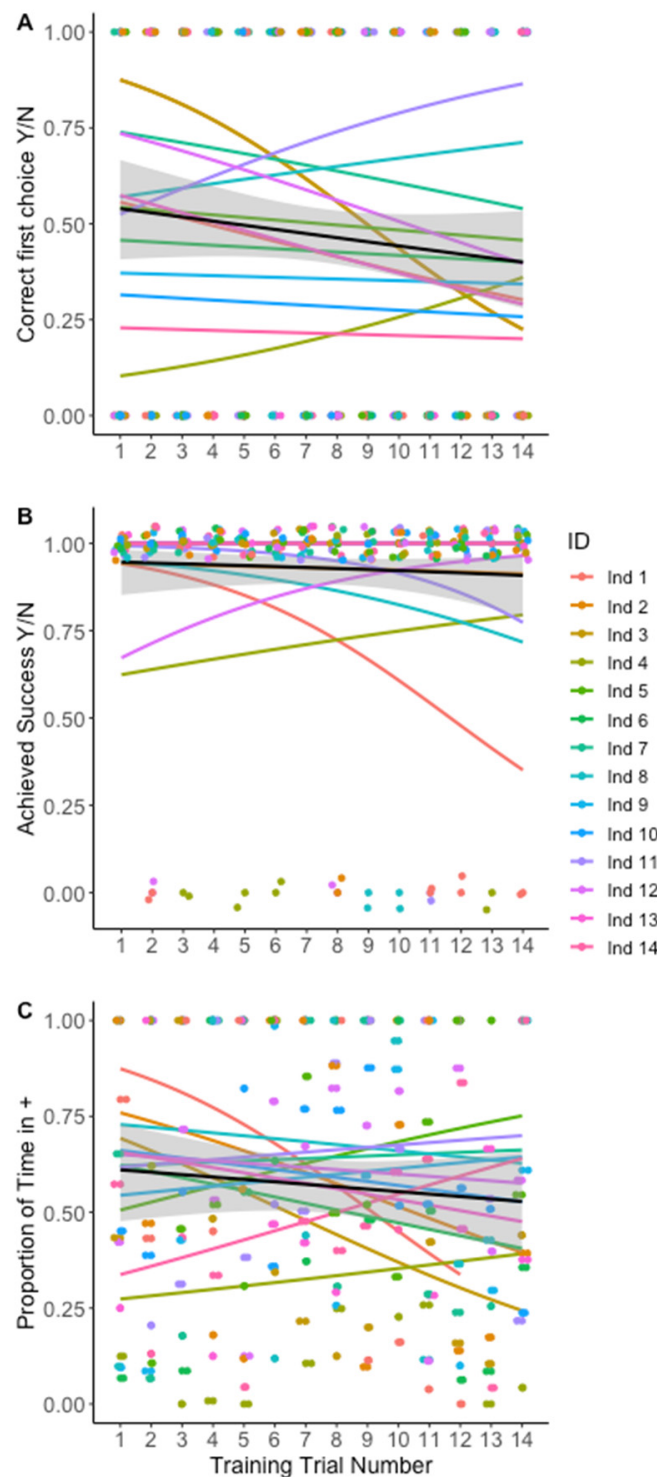 A
1.00
0.75
0.50
0.25
0.00
Correct first choice Y/N
1 2 3 4 5 6 7 8 9 10 11 12 13 14
B
1.00
0.75
0.50
0.25
0.00
Achieved Success Y/N
1 2 3 4 5 6 7 8 9 10 11 12 13 14
ID
Ind 1
Ind 2
Ind 3
Ind 4
Ind 5
Ind 6
Ind 7
Ind 8
Ind 9
Ind 10
Ind 11
Ind 12
Ind 13
Ind 14
C
1.00
0.75
0.50
0.25
0.00
Proportion of Time in +
1 2 3 4 5 6 7 8 9 10 11 12 13 14
Training Trial Number